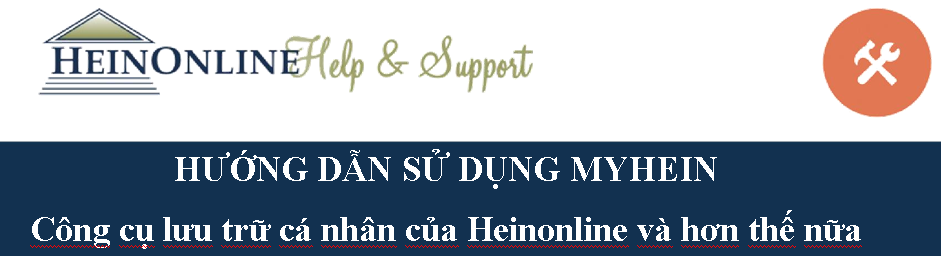 HEINONLINE Help & Support
HƯỚNG DẪN SỬ DỤNG MYHEIN
Công cụ lưu trữ cá nhân của Heinonline và hơn thế nữa